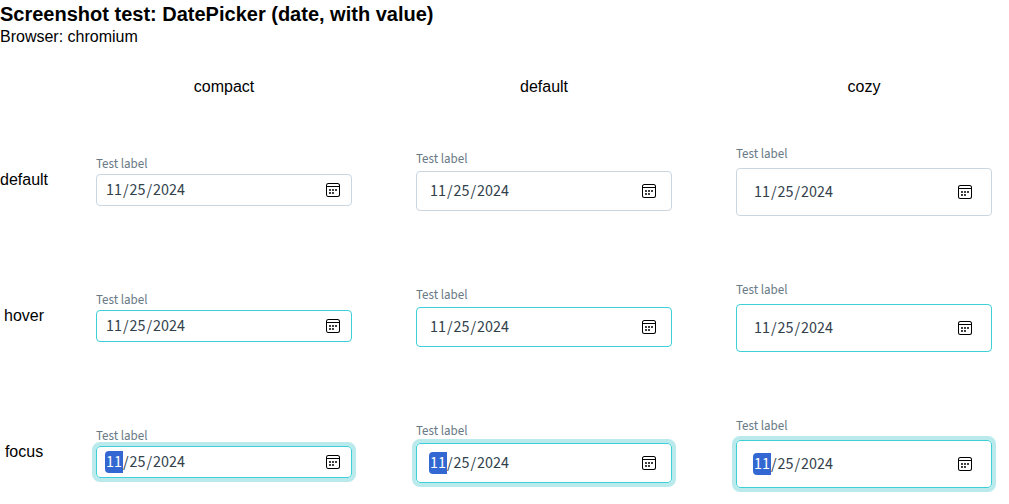 Screenshot test: DatePicker (date, with value)
Browser: chromium
compact default cozy
default
Test label Test label Test label
11/25/2024 11/25/2024 11/25/2024
hover
Test label Test label Test label
11/25/2024 11/25/2024 11/25/2024
focus
Test label Test label Test label
11/25/2024 11/25/2024 11/25/2024